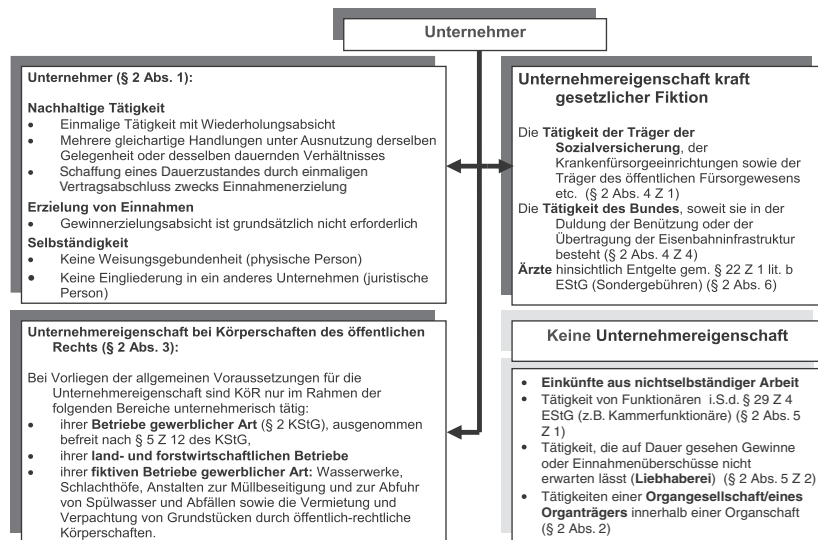 Unternehmer
Unternehmer (§ 2 Abs. 1):
Nachhaltige Tätigkeit
• Einmalige Tätigkeit mit Wiederholungsabsicht
• Mehrere gleichartige Handlungen unter Ausnutzung derselben
Gelegenheit oder desselben dauernden Verhältnisses
• Schaffung eines Dauerzustandes durch einmaligen
Vertragsabschluss zwecks Einnahmenerzielung
Erzielung von Einnahmen
• Gewinnerzielungsabsicht ist grundsätzlich nicht erforderlich
Selbständigkeit
• Keine Weisungsgebundenheit (physische Person)
• Keine Eingliederung in ein anderes Unternehmen (juristische
Person)
Unternehmereigenschaft kraft
gesetzlicher Fiktion
Die Tätigkeit der Träger der
Sozialversicherung, der
Krankenfürsorgeeinrichtungen sowie der
Träger des öffentlichen Fürsorgewesens
etc. (§ 2 Abs. 4 Z 1)
Die Tätigkeit des Bundes, soweit sie in der
Duldung der Benützung oder der
Übertragung der Eisenbahninfrastruktur
besteht (§ 2 Abs. 4 Z 4)
Ärzte hinsichtlich Entgelte gem. § 22 Z 1 lit. b
EStG (Sondergebühren) (§ 2 Abs. 6)
Unternehmereigenschaft bei Körperschaften des öffentlichen
Rechts (§ 2 Abs. 3):
Bei Vorliegen der allgemeinen Voraussetzungen für die
Unternehmereigenschaft sind KöR nur im Rahmen der
folgenden Bereiche unternehmerisch tätig:
• ihrer Betriebe gewerblicher Art (§ 2 KStG), ausgenommen
befreit nach § 5 Z 12 des KStG,
• ihrer land- und forstwirtschaftlichen Betriebe
• ihrer fiktiven Betriebe gewerblicher Art: Wasserwerke,
Schlachthöfe, Anstalten zur Müllbeseitigung und zur Abfuhr
von Spülwasser und Abfällen sowie die Vermietung und
Verpachtung von Grundstücken durch öffentlich-rechtliche
Körperschaften.
Keine Unternehmereigenschaft
• Einkünfte aus nichtselbständiger Arbeit
• Tätigkeit von Funktionären i.S.d. § 29 Z 4
EStG (z.B. Kammerfunktionäre) (§ 2 Abs. 5
Z 1)
• Tätigkeit, die auf Dauer gesehen Gewinne
oder Einnahmenüberschüsse nicht
erwarten lässt (Liebhaberei) (§ 2 Abs. 5 Z 2)
• Tätigkeiten einer Organgesellschaft/eines
Organträgers innerhalb einer Organschaft
(§ 2 Abs. 2)